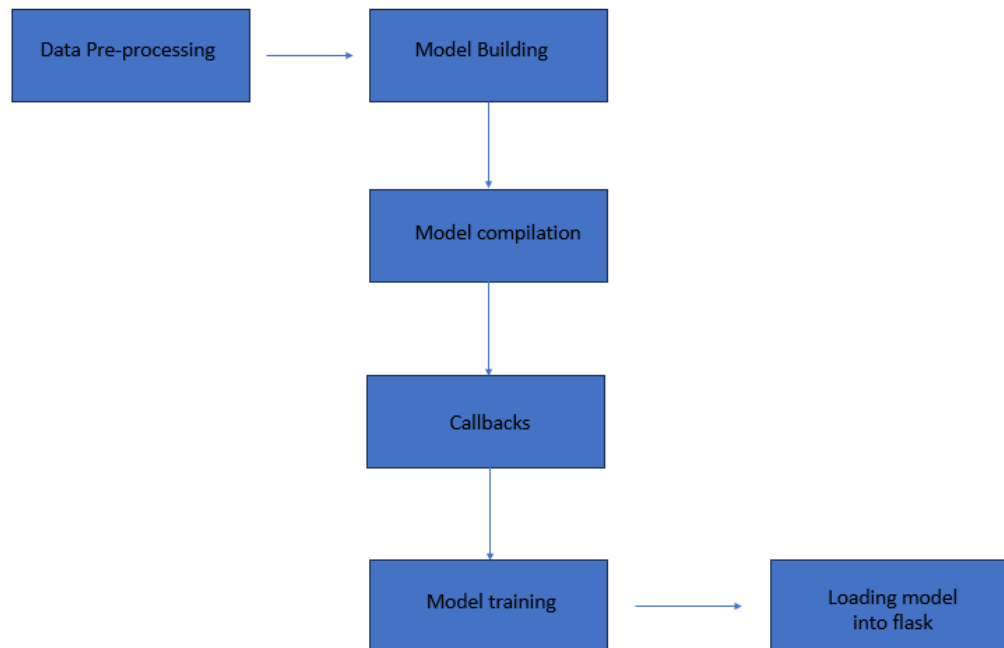 Data Pre-processing
Model Building
Model compilation
Callbacks
Model training
Loading model
into flask